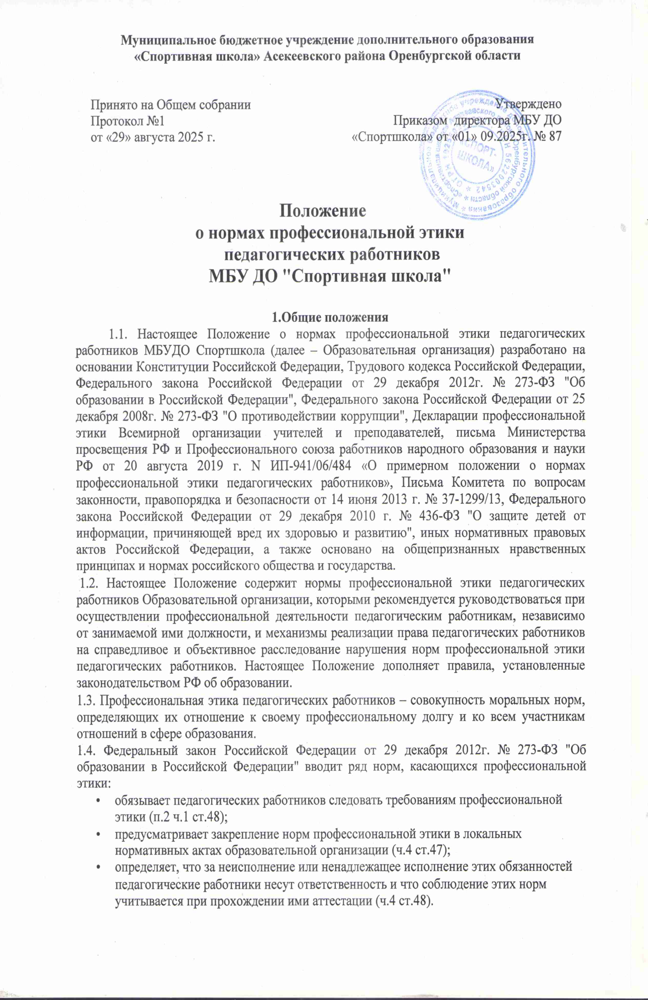 Муниципальное бюджетное учреждение дополнительного образования
«Спортивная школа» Асекеевского района Оренбургской области
Принято на Общем собрании
Протокол №1
от «29» августа 2025 г.
Утверждено
Приказом директора МБУ ДО
«Спортшкола» от «01» 09.2025г. № 87
«СПОРТ-
ШКОЛА»
Положение
о нормах профессиональной этики
педагогических работников
МБУ ДО "Спортивная школа"
1.Общие положения
1.1. Настоящее Положение о нормах профессиональной этики педагогических
работников МБУДО Спортшкола (далее – Образовательная организация) разработано на
основании Конституции Российской Федерации, Трудового кодекса Российской Федерации,
Федерального закона Российской Федерации от 29 декабря 2012г. № 273-ФЗ "Об
образовании в Российской Федерации", Федерального закона Российской Федерации от 25
декабря 2008г. № 273-ФЗ "О противодействии коррупции", Декларации профессиональной
этики Всемирной организации учителей и преподавателей, письма Министерства
просвещения РФ и Профессионального союза работников народного образования и науки
РФ от 20 августа 2019 г. N ИП-941/06/484 «О примерном положении о нормах
профессиональной этики педагогических работников», Письма Комитета по вопросам
законности, правопорядка и безопасности от 14 июня 2013 г. № 37-1299/13, Федерального
закона Российской Федерации от 29 декабря 2010 г. № 436-ФЗ "О защите детей от
информации, причиняющей вред их здоровью и развитию", иных нормативных правовых
актов Российской Федерации, а также основано на общепризнанных нравственных
принципах и нормах российского общества и государства.
1.2. Настоящее Положение содержит нормы профессиональной этики педагогических
работников Образовательной организации, которыми рекомендуется руководствоваться при
осуществлении профессиональной деятельности педагогическим работникам, независимо
от занимаемой ими должности, и механизмы реализации права педагогических работников
на справедливое и объективное расследование нарушения норм профессиональной этики
педагогических работников. Настоящее Положение дополняет правила, установленные
законодательством РФ об образовании.
1.3. Профессиональная этика педагогических работников – совокупность моральных норм,
определяющих их отношение к своему профессиональному долгу и ко всем участникам
отношений в сфере образования.
1.4. Федеральный закон Российской Федерации от 29 декабря 2012г. № 273-ФЗ "Об
образовании в Российской Федерации" вводит ряд норм, касающихся профессиональной
этики:
• обязывает педагогических работников следовать требованиям профессиональной
этики (п.2 ч.1 ст.48);
• предусматривает закрепление норм профессиональной этики в локальных
нормативных актах образовательной организации (ч.4 ст.47);
• определяет, что за неисполнение или ненадлежащее исполнение этих обязанностей
педагогические работники несут ответственность и что соблюдение этих норм
учитывается при прохождении ими аттестации (ч.4 ст.48).